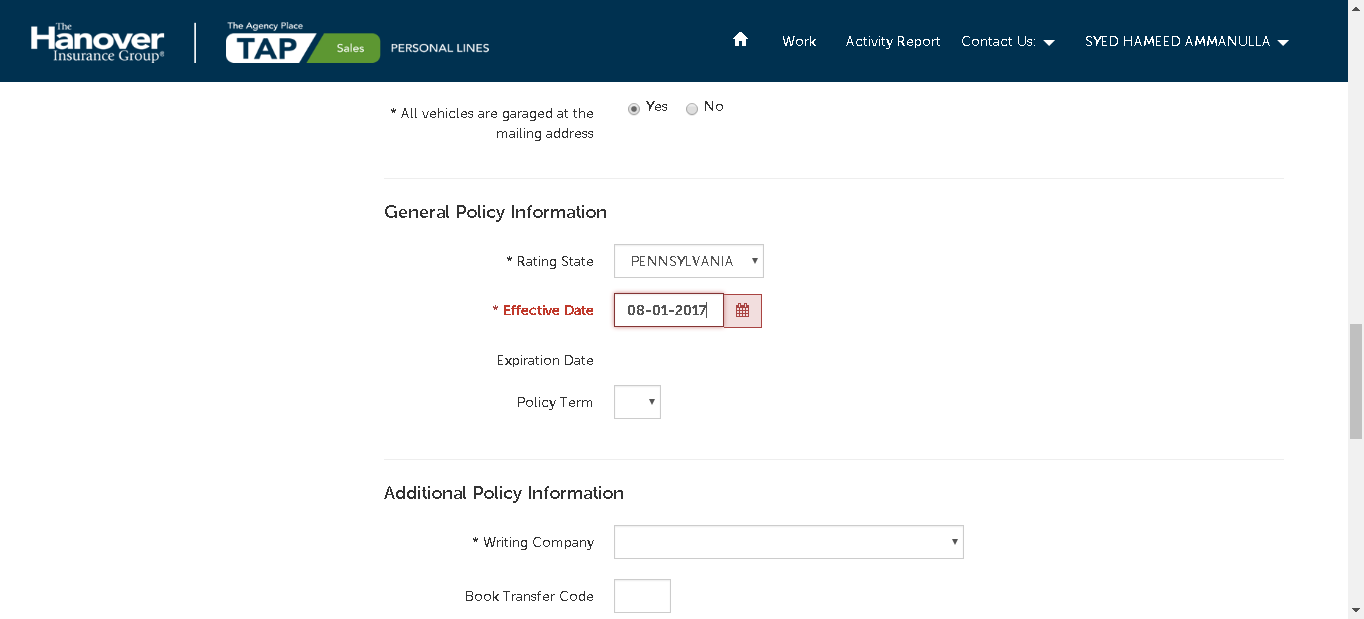 The
Hanover
Insurance Group®
The Agency Place
TAP Sales PERSONAL LINES
Work Activity Report Contact Us: SYED HAMEED AMMANULLA
* All vehicles are garaged at the
mailing address
Yes No
General Policy Information
* Rating State PENNSYLVANIA
* Effective Date 08-01-2017
Expiration Date
Policy Term
Additional Policy Information
* Writing Company
Book Transfer Code